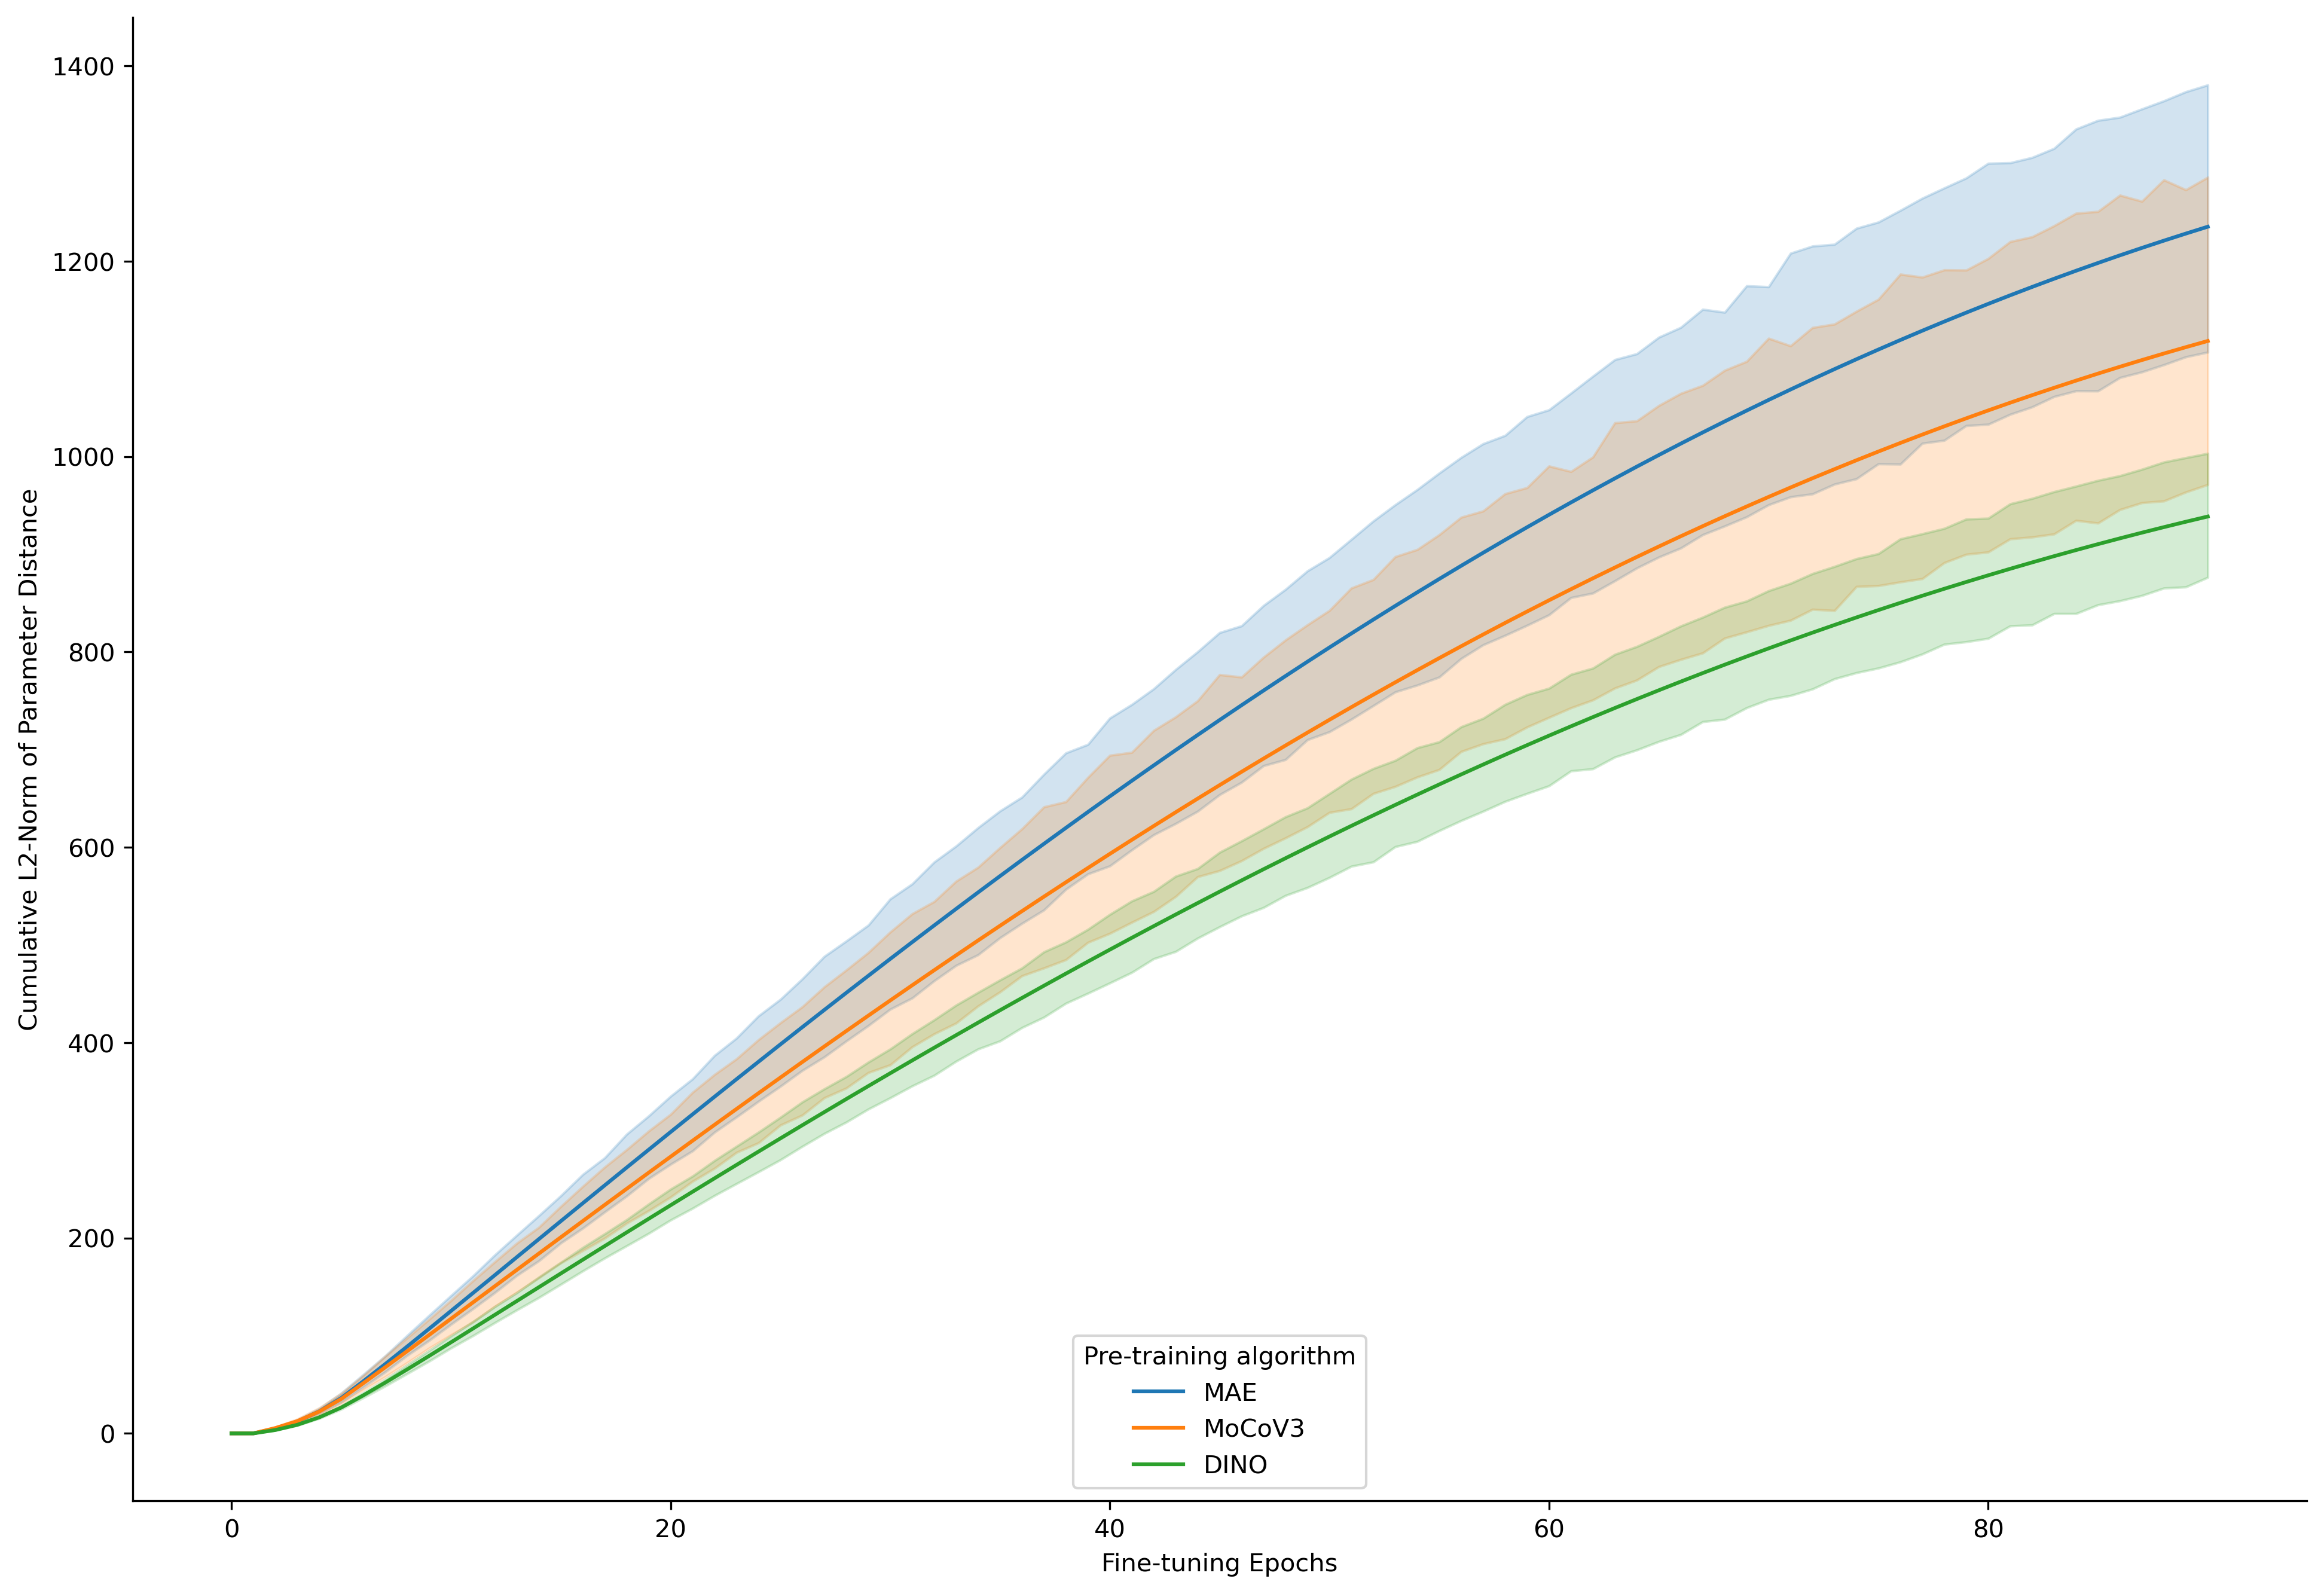 1400
1200
1000
800
600
400
200
0
Cumulative L2-Norm of Parameter Distance
Pre-training algorithm
MAE
MoCoV3
DINO
0 20 40 60 80
Fine-tuning Epochs